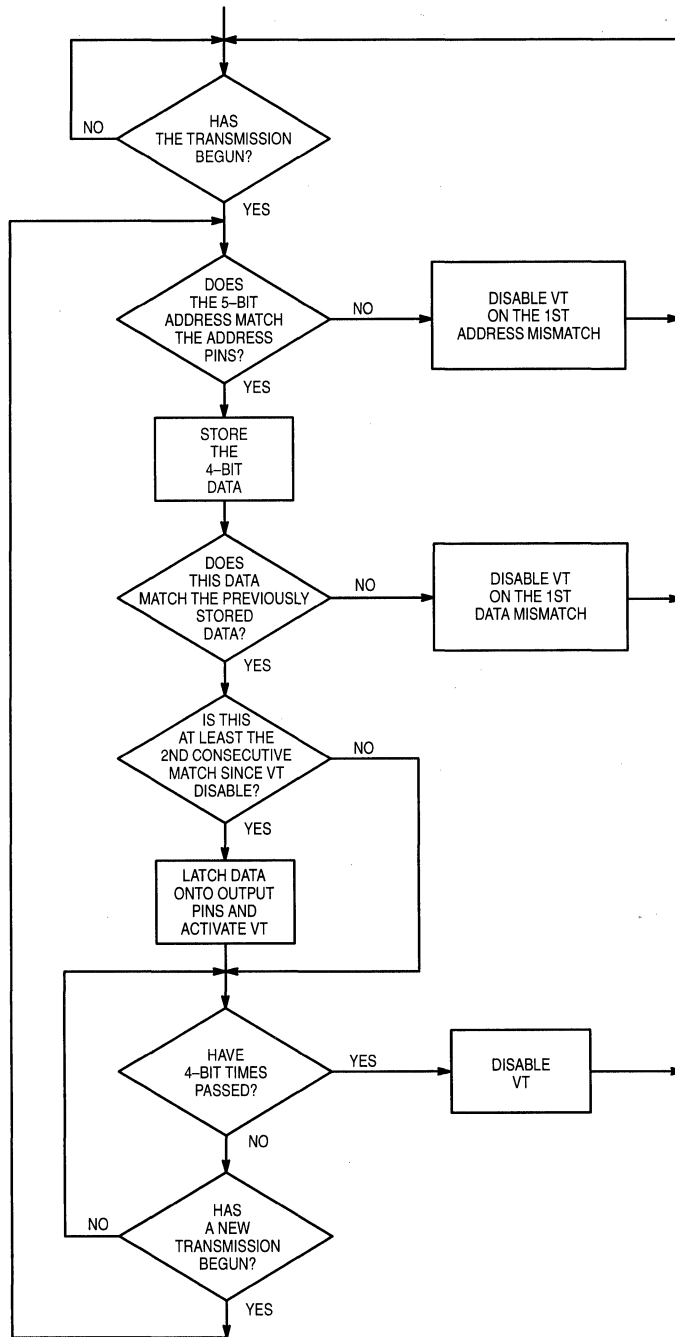 HAS
THE TRANSMISSION
BEGUN?
NO
YES
DOES
THE 5–BIT
ADDRESS MATCH
THE ADDRESS
PINS?
NO
DISABLE VT
ON THE 1ST
ADDRESS MISMATCH
YES
STORE
THE
4–BIT
DATA
DOES
THIS DATA
MATCH THE PREVIOUSLY
STORED
DATA?
NO
DISABLE VT
ON THE 1ST
DATA MISMATCH
YES
IS THIS
AT LEAST THE
2ND CONSECUTIVE
MATCH SINCE VT
DISABLE?
NO
YES
LATCH DATA
ONTO OUTPUT
PINS AND
ACTIVATE VT
HAVE
4–BIT TIMES
PASSED?
YES
DISABLE
VT
NO
HAS
A NEW
TRANSMISSION
BEGUN?
NO
YES